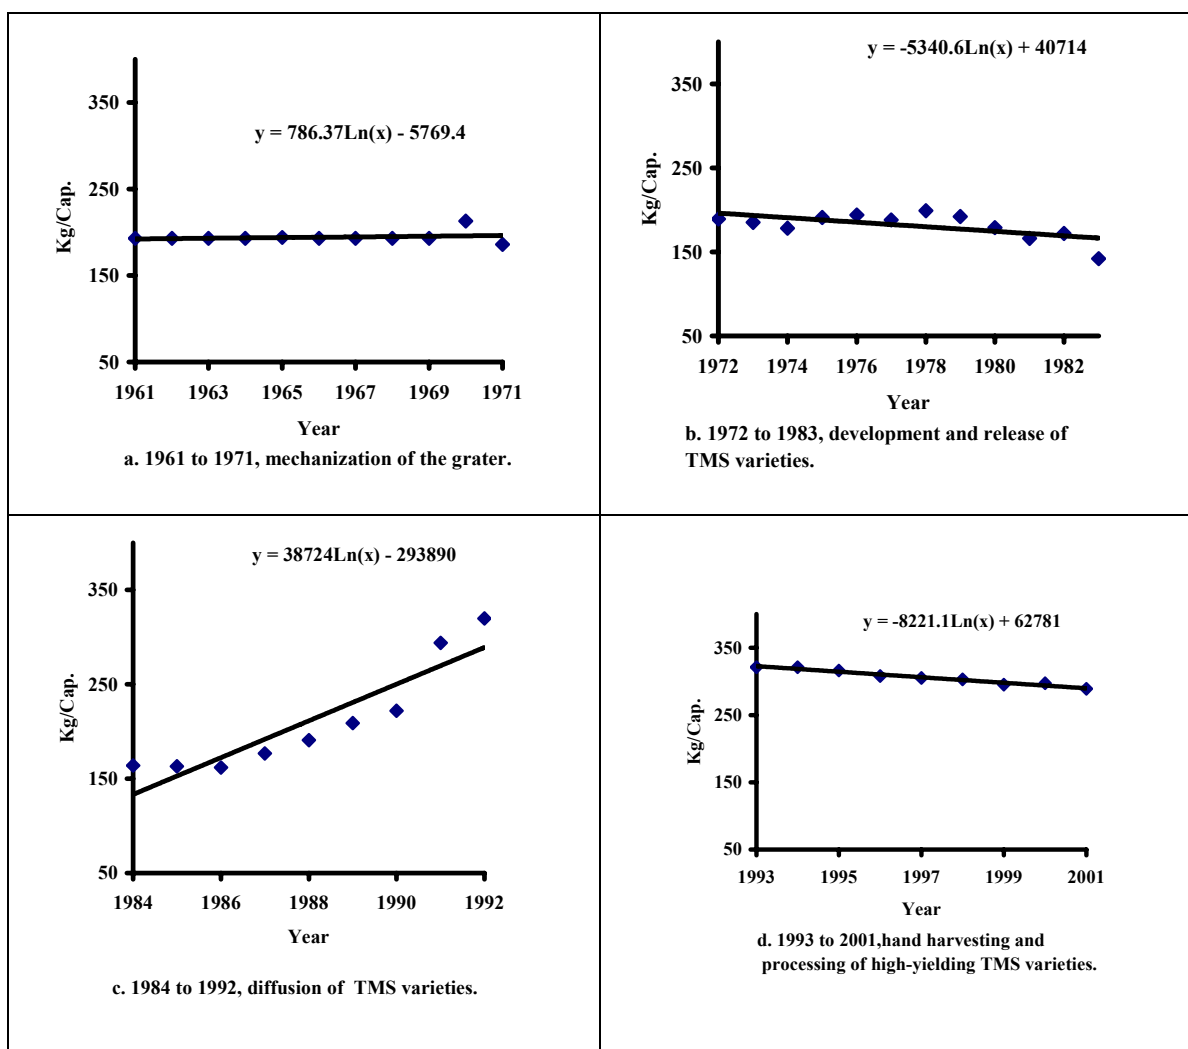 y = 786.37Ln(x) - 5769.4
350
250
150
50
Kg/Cap.
1961 1963 1965 1967 1969 1971
Year
a. 1961 to 1971, mechanization of the grater.
y = -5340.6Ln(x) + 40714
350
250
150
50
Kg/Cap.
1972 1974 1976 1978 1980 1982
Year
b. 1972 to 1983, development and release of
TMS varieties.
y = 38724Ln(x) - 293890
350
250
150
50
Kg/Cap.
1984 1986 1988 1990 1992
Year
c. 1984 to 1992, diffusion of TMS varieties.
y = -8221.1Ln(x) + 62781
350
250
150
50
Kg/Cap.
1993 1995 1997 1999 2001
Year
d. 1993 to 2001,hand harvesting and
processing of high-yielding TMS varieties.